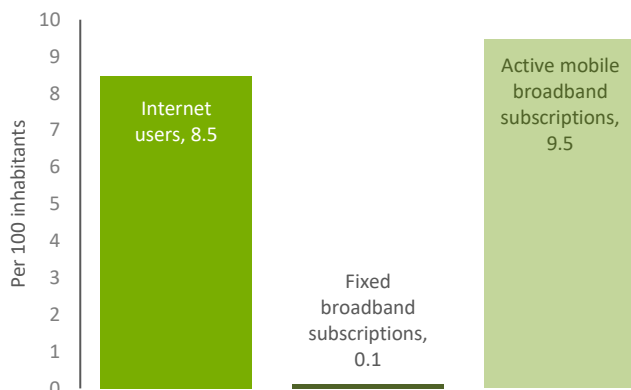 Per 100 inhabitants
10
9
8
7
6
5
4
3
2
1
0
Internet
users, 8.5
Fixed
broadband
subscriptions,
0.1
Active mobile
broadband
subscriptions,
9.5